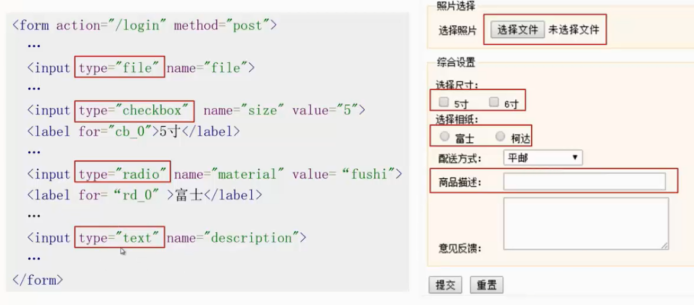 <form action="/login" method="post">
…
<input type="file" name="file">
…
<input type="checkbox" name="size" value="5">
<label for="cb_0">5寸</label>
…
<input type="radio" name="material" value=“fushi">
<label for=“rd_0" >富士</label>
…
<input type="text" name="description">
…
</form>
照片选择
选择照片 选择文件 未选择文件
综合设置
选择尺寸:
5寸 6寸
选择相纸:
富士 柯达
配送方式: 平邮
商品描述:
意见反馈:
提交 重置